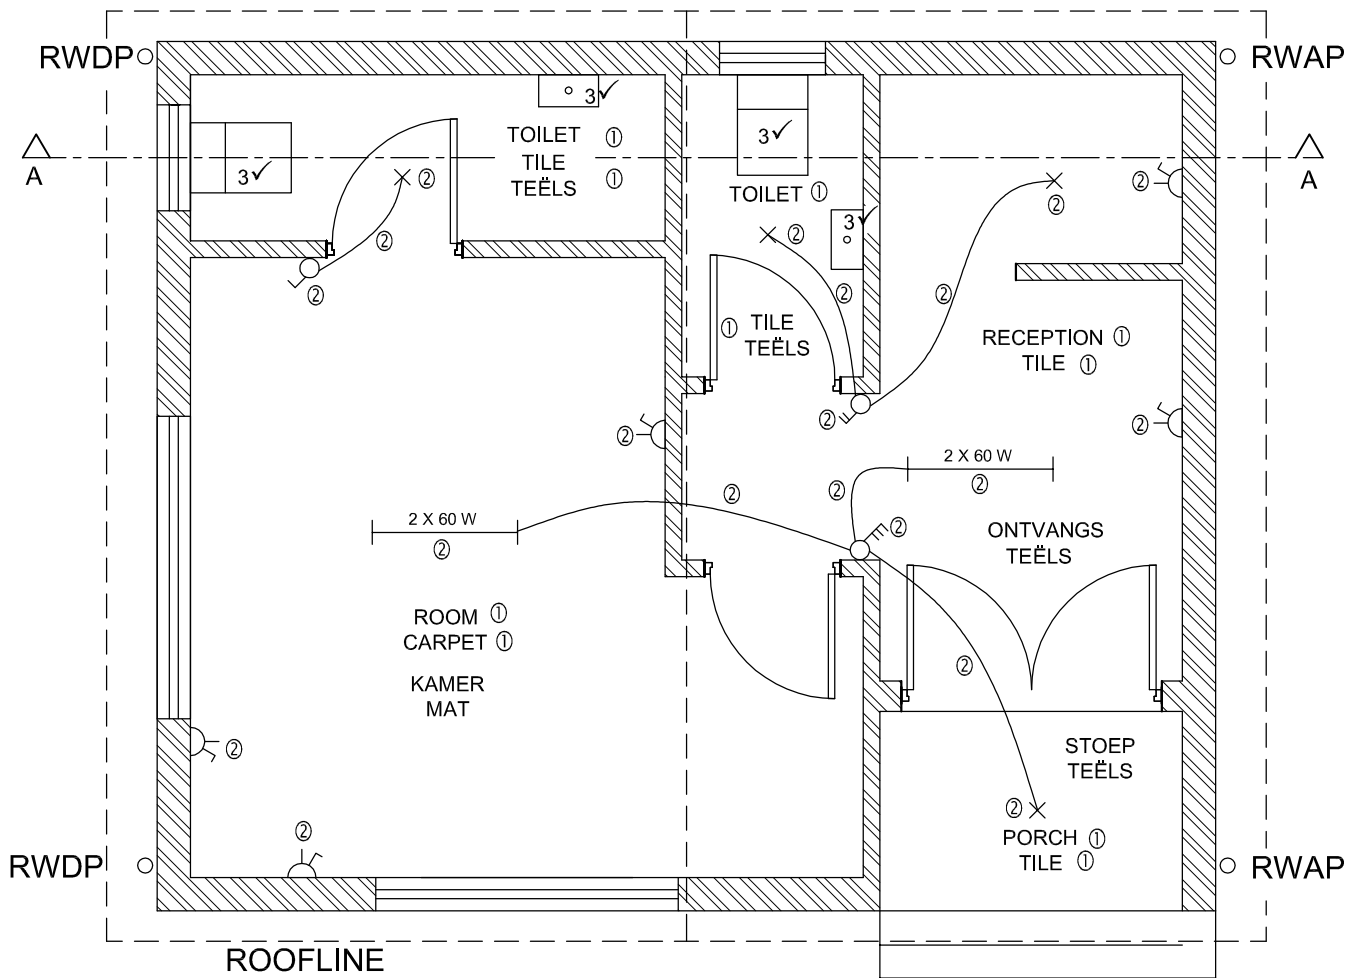 RWDP
RWAP
3✓
TOILET ①
TILE
TEËLS ①
3✓
3✓
A
A
②
②
②
TOILET ①
3✓
②
②
②
②
②
②
①
TILE
TEËLS
RECEPTION ①
TILE ①
②
②
②
2 X 60 W
②
②
②
2 X 60 W
②
②
ONTVANGS
TEËLS
ROOM ①
CARPET ①
KAMER
MAT
②
②
STOEP
TEËLS
②
②
PORCH ①
TILE ①
RWDP
RWAP
ROOFLINE